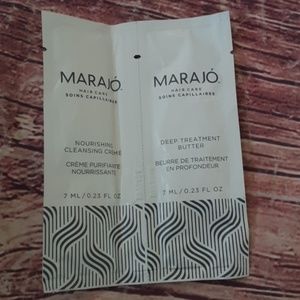 MARAJÓ
HAIR CARE
SOINS CAPILLAIRES
NOURISHING
CLEANSING CRÈME
CRÈME PURIFIANTE
NOURRISSANTE
7 ML / 0.23 FL OZ
MARAJÓ
HAIR CARE
SOINS CAPILLAIRES
DEEP TREATMENT
BUTTER
BEURRE DE TRAITEMENT
EN PROFONDEUR
7 ML / 0.23 FL OZ